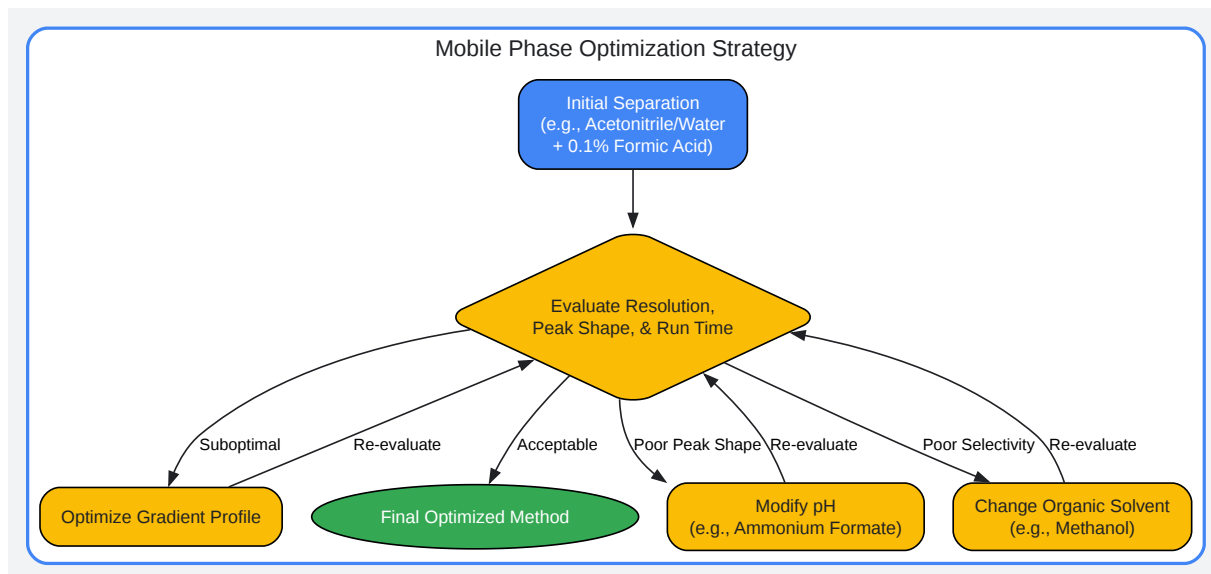 Mobile Phase Optimization Strategy
Initial Separation
(e.g., Acetonitrile/Water
+ 0.1% Formic Acid)
Evaluate Resolution,
Peak Shape, & Run Time
Suboptimal
Re-evaluate
Acceptable
Poor Peak Shape
Re-evaluate
Poor Selectivity
Re-evaluate
Optimize Gradient Profile
Final Optimized Method
Modify pH
(e.g., Ammonium Formate)
Change Organic Solvent
(e.g., Methanol)